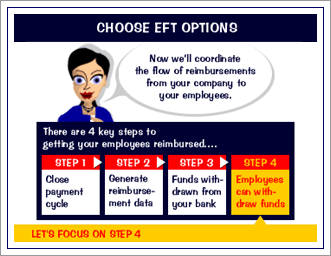 CHOOSE EFT OPTIONS
Now we'll coordinate
the flow of reimbursements
from your company to
your employees.
There are 4 key steps to
getting your employees reimbursed....
STEP 1
Close
payment
cycle
STEP 2
Generate
reimburse-
ment data
STEP 3
Funds with-
drawn from
your bank
STEP 4
Employees
can with-
draw funds
LET'S FOCUS ON STEP 4